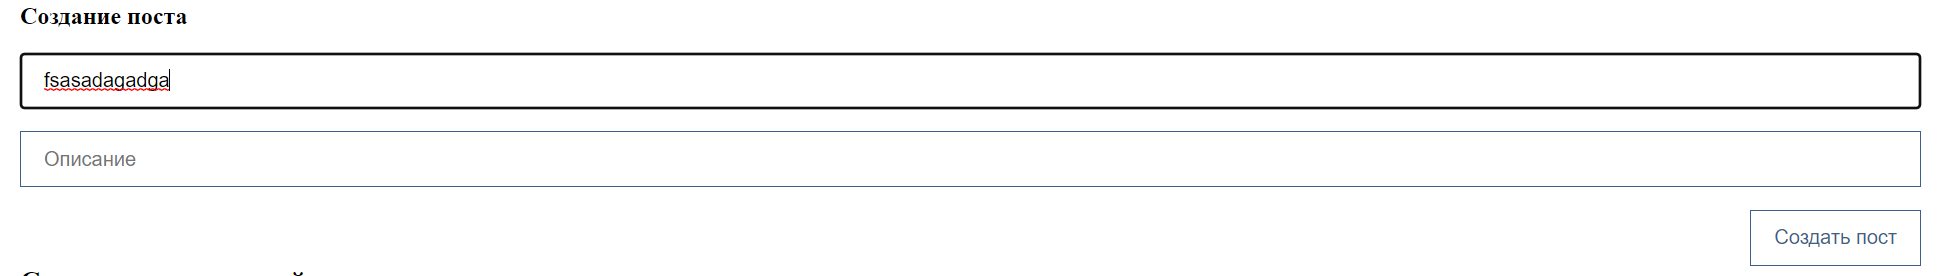 Создание поста
fsasadagadga
Описание
Создать пост